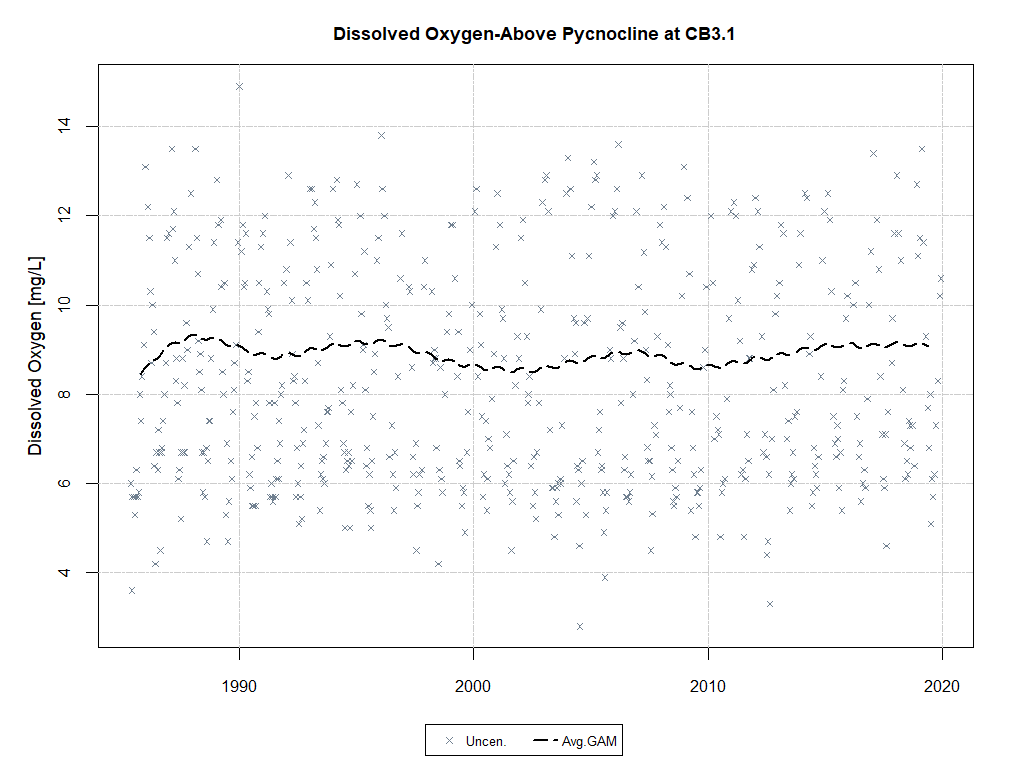 Dissolved Oxygen-Above Pycnocline at CB3.1
Dissolved Oxygen [mg/L]
14
12
10
8
6
4
1990 2000 2010 2020
Uncen. Avg.GAM